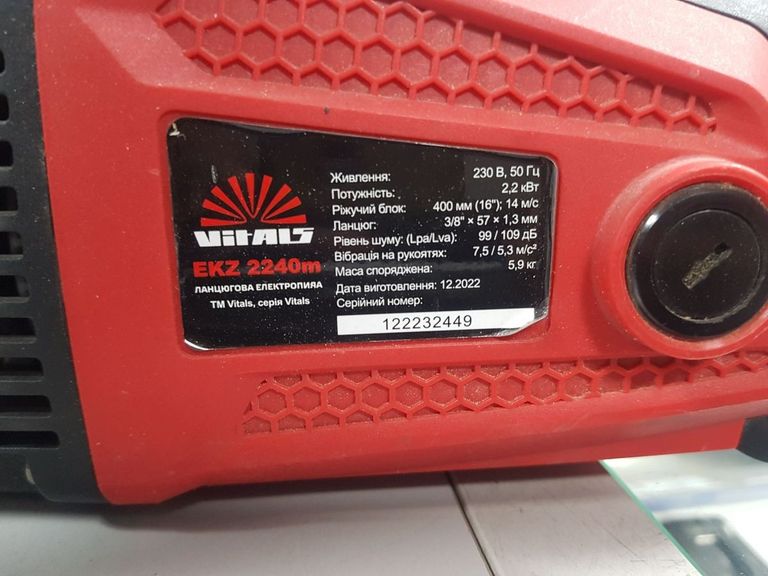 VITALS
EKZ 2240m
ЛАНЦЮГОВА ЕЛЕКТРОПИЛА
ТМ Vitals, серія Vitals
Живлення: 230 В, 50 Гц
Потужність: 2,2 кВт
Ріжучий блок: 400 мм (16"); 14 м/с
Ланцюг: 3/8" × 57 × 1,3 мм
Рівень шуму: (Lpa/Lva): 99 / 109 дБ
Вібрація на рукоятях: 7,5 / 5,3 м/с²
Маса споряджена: 5,9 кг
Дата виготовлення: 12.2022
Серійний номер:
122232449